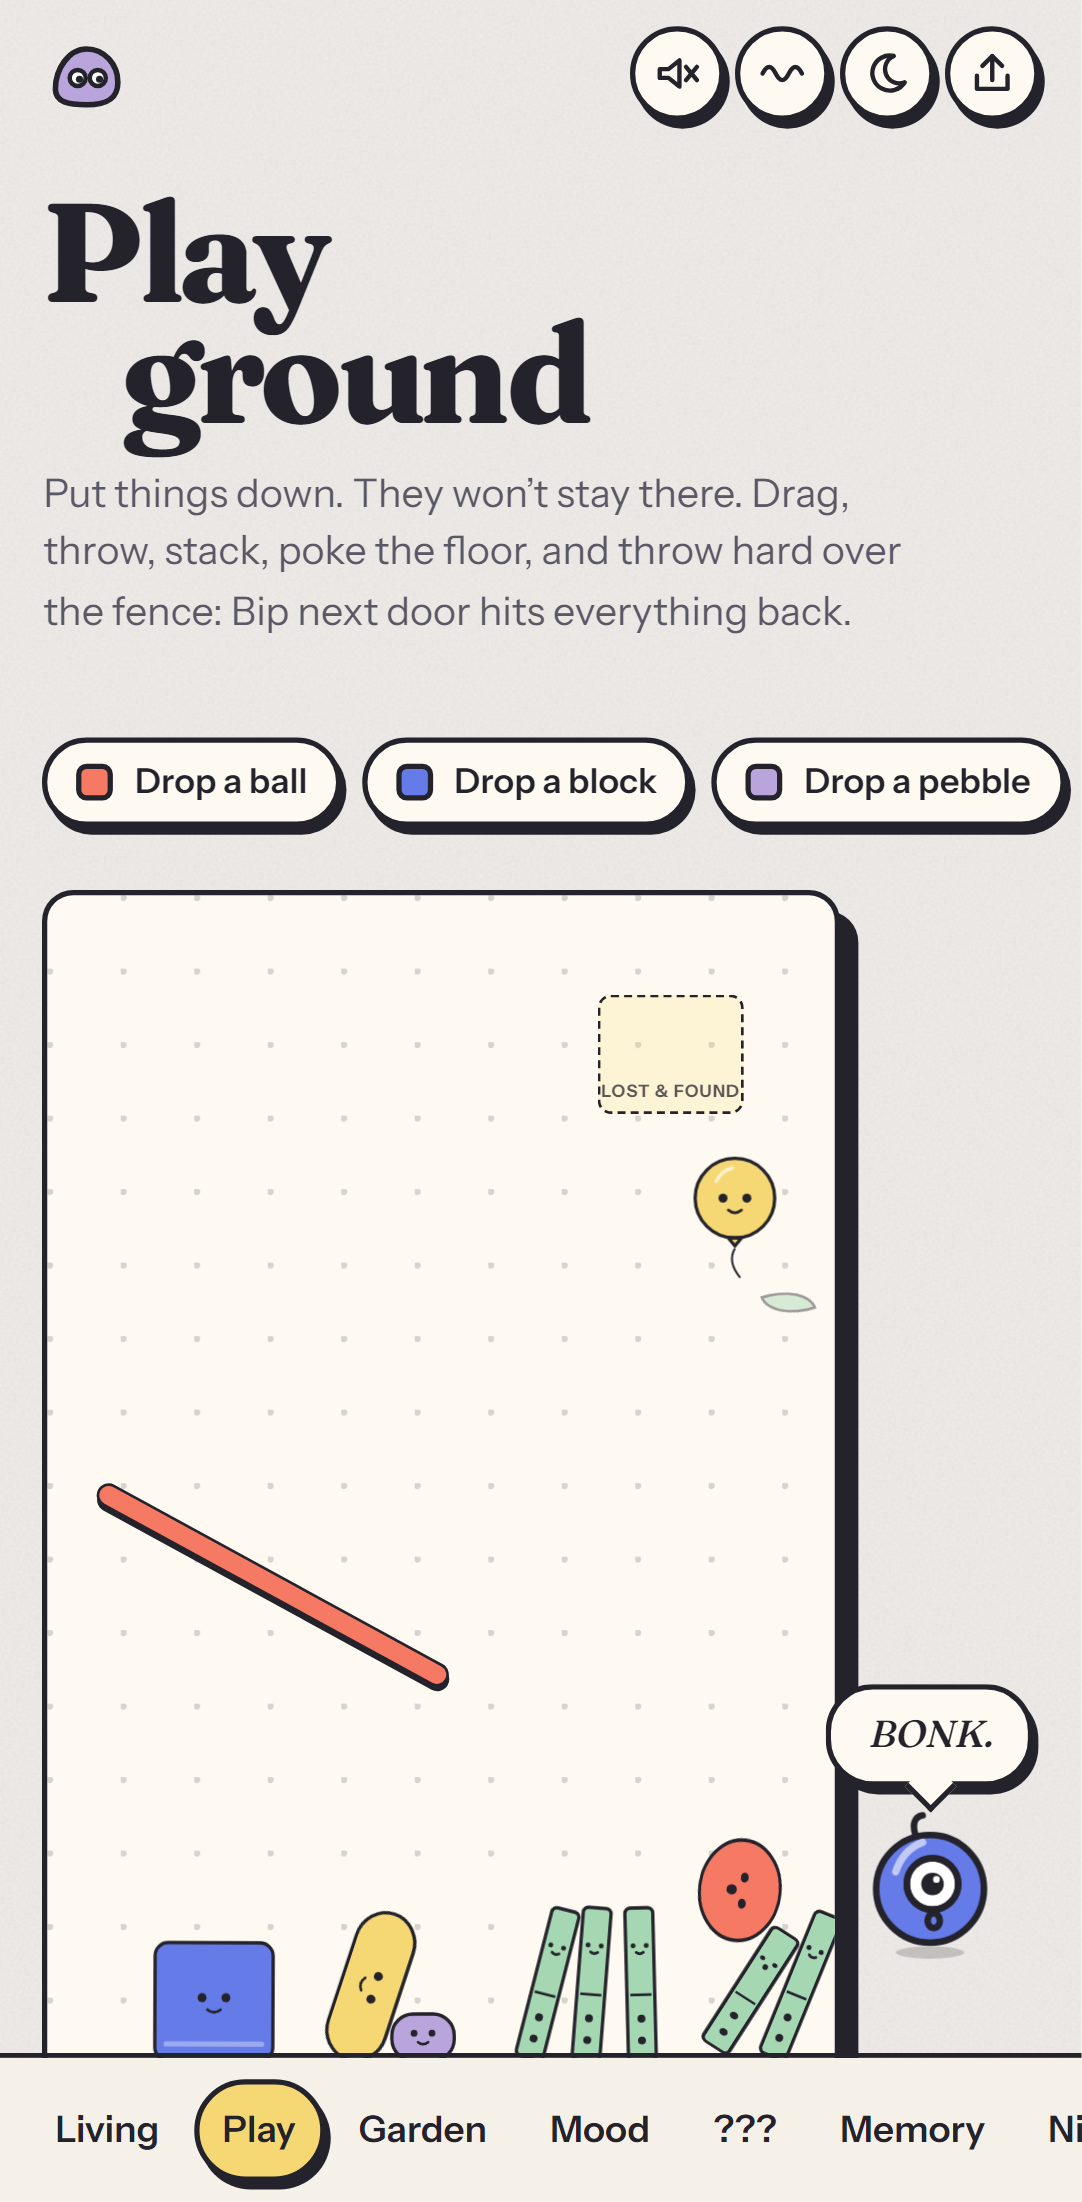 Play
ground
Put things down. They won’t stay there. Drag,
throw, stack, poke the floor, and throw hard over
the fence: Bip next door hits everything back.
Drop a ball
Drop a block
Drop a pebble
LOST & FOUND
BONK.
Living
Play
Garden
Mood
???
Memory
Ni